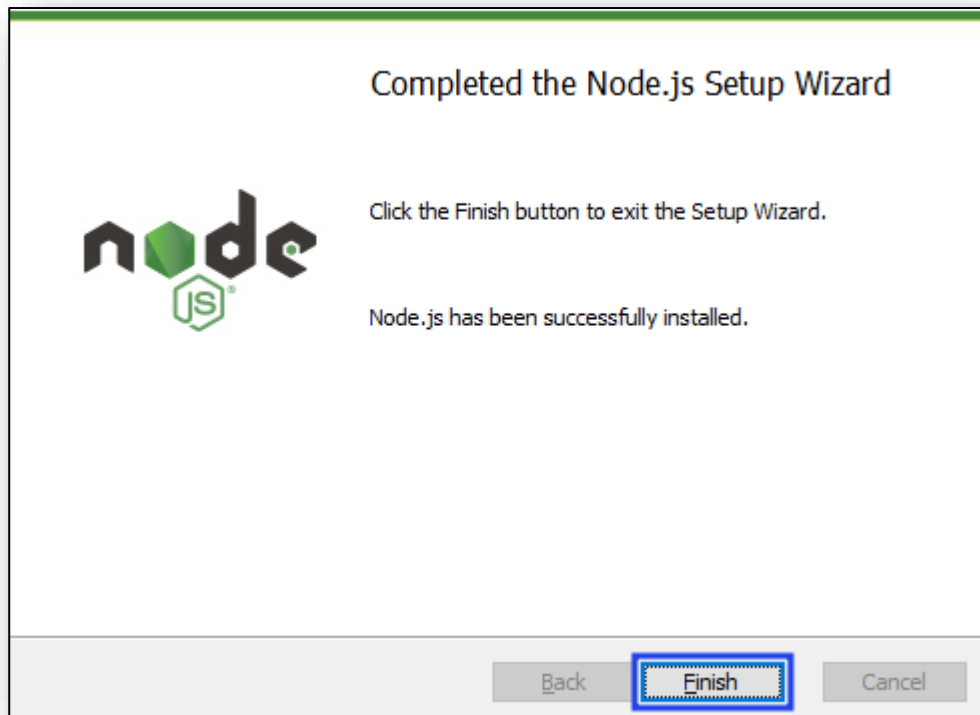 Completed the Node.js Setup Wizard
Click the Finish button to exit the Setup Wizard.
node
JS®
Node.js has been successfully installed.
Back
Finish
Cancel